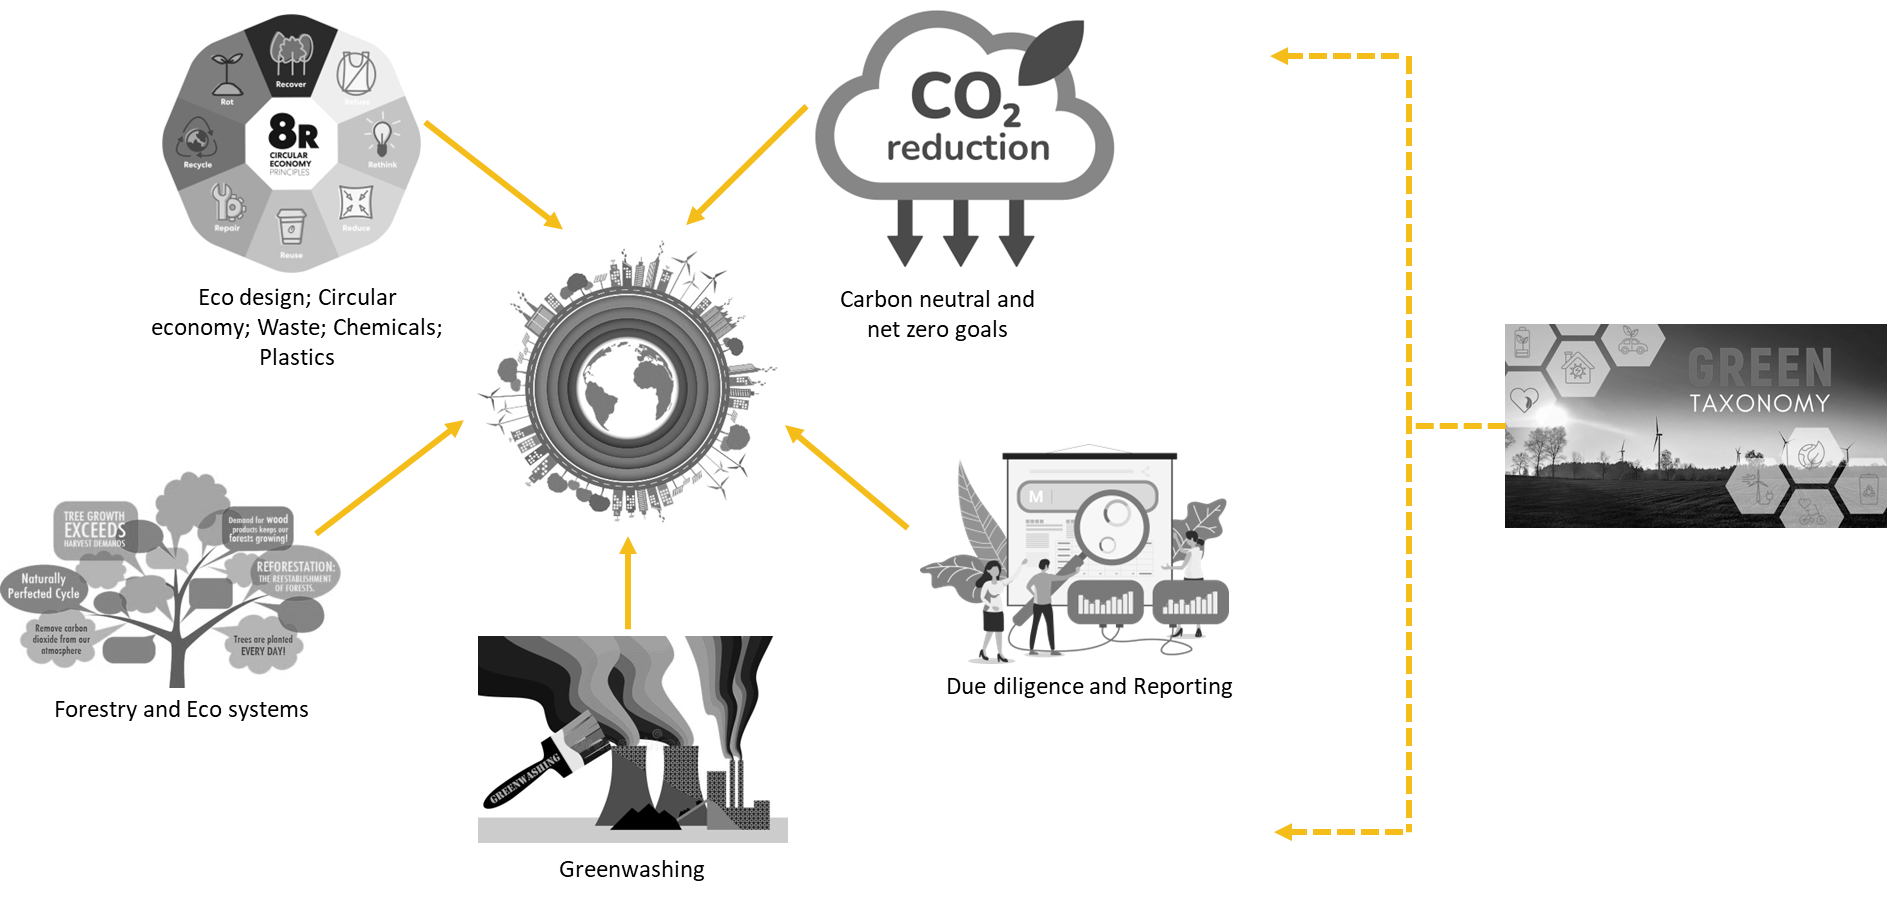 Recover
Refuse
Rot
8R
CIRCULAR
ECONOMY
PRINCIPLES
Recycle
Rethink
Repair
Reduce
Reuse
Eco design; Circular
economy; Waste; Chemicals;
Plastics
CO2
reduction
Carbon neutral and
net zero goals
GREEN
TAXONOMY
TREE GROWTH
EXCEEDS
HARVEST DEMANDS
Demand for wood
products keeps our
forests growing!
Naturally
Perfected Cycle
REFORESTATION:
THE REESTABLISHMENT
OF FORESTS.
Remove carbon
dioxide from our
atmosphere
Trees are planted
EVERY DAY!
Forestry and Eco systems
M
Due diligence and Reporting
GREENWASHING
Greenwashing